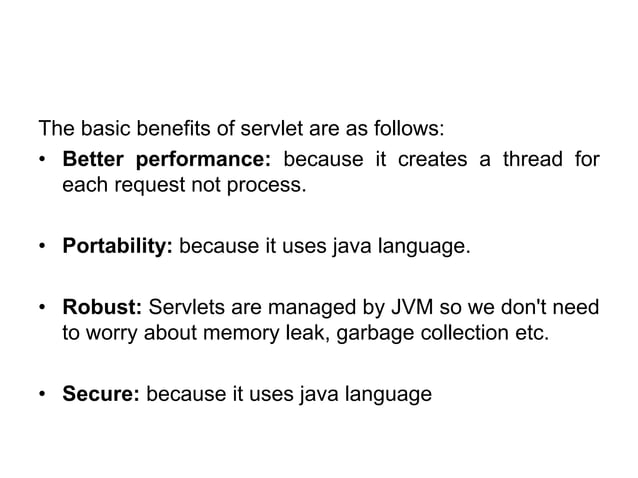 The basic benefits of servlet are as follows:
• Better performance: because it creates a thread for
each request not process.
• Portability: because it uses java language.
• Robust: Servlets are managed by JVM so we don't need
to worry about memory leak, garbage collection etc.
• Secure: because it uses java language